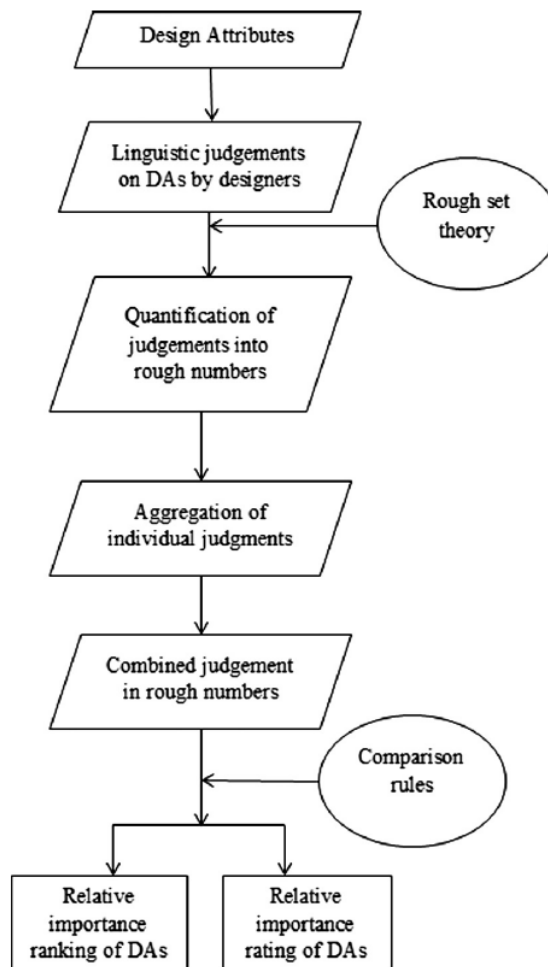 Design Attributes
Linguistic judgements
on DAs by designers
Rough set
theory
Quantification of
judgements into
rough numbers
Aggregation of
individual judgments
Combined judgement
in rough numbers
Comparison
rules
Relative
importance
ranking of DAs
Relative
importance
rating of DAs